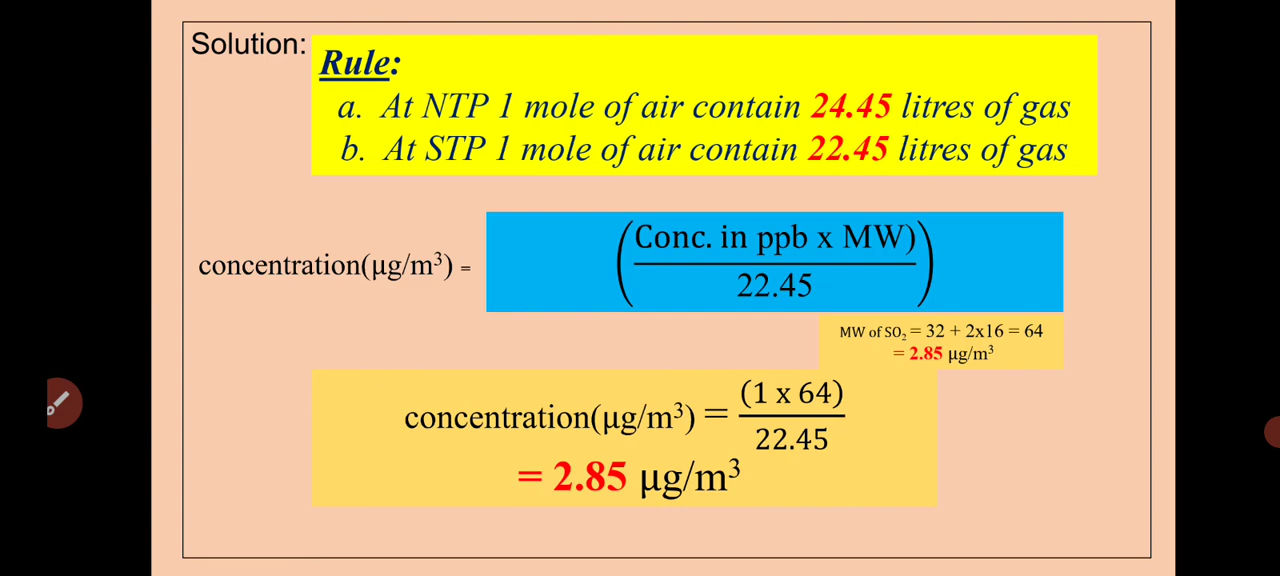 Solution:
Rule:
a. At NTP 1 mole of air contain 24.45 litres of gas
b. At STP 1 mole of air contain 22.45 litres of gas
concentration(μg/m³) = (Conc. in ppb x MW))
22.45
MW of SO₂ = 32 + 2x16 = 64
= 2.85 μg/m³
concentration(μg/m³) = (1 x 64)
22.45
= 2.85 μg/m³